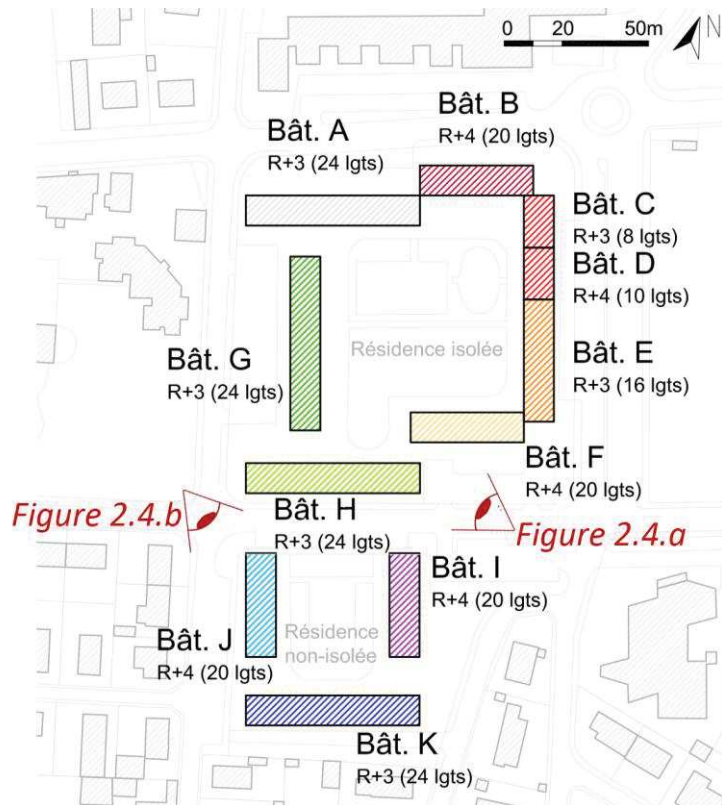 0 20 50m
N
Bât. B
R+4 (20 lgts)
Bât. A
R+3 (24 lgts)
Bât. C
R+3 (8 lgts)
Bât. D
R+4 (10 lgts)
Résidence isolée
Bât. G
R+3 (24 lgts)
Bât. E
R+3 (16 lgts)
Bât. F
R+4 (20 lgts)
Figure 2.4.b
Bât. H
R+3 (24 lgts)
Figure 2.4.a
Bât. I
R+4 (20 lgts)
Bât. J
R+4 (20 lgts)
Résidence
non-isolée
Bât. K
R+3 (24 lgts)